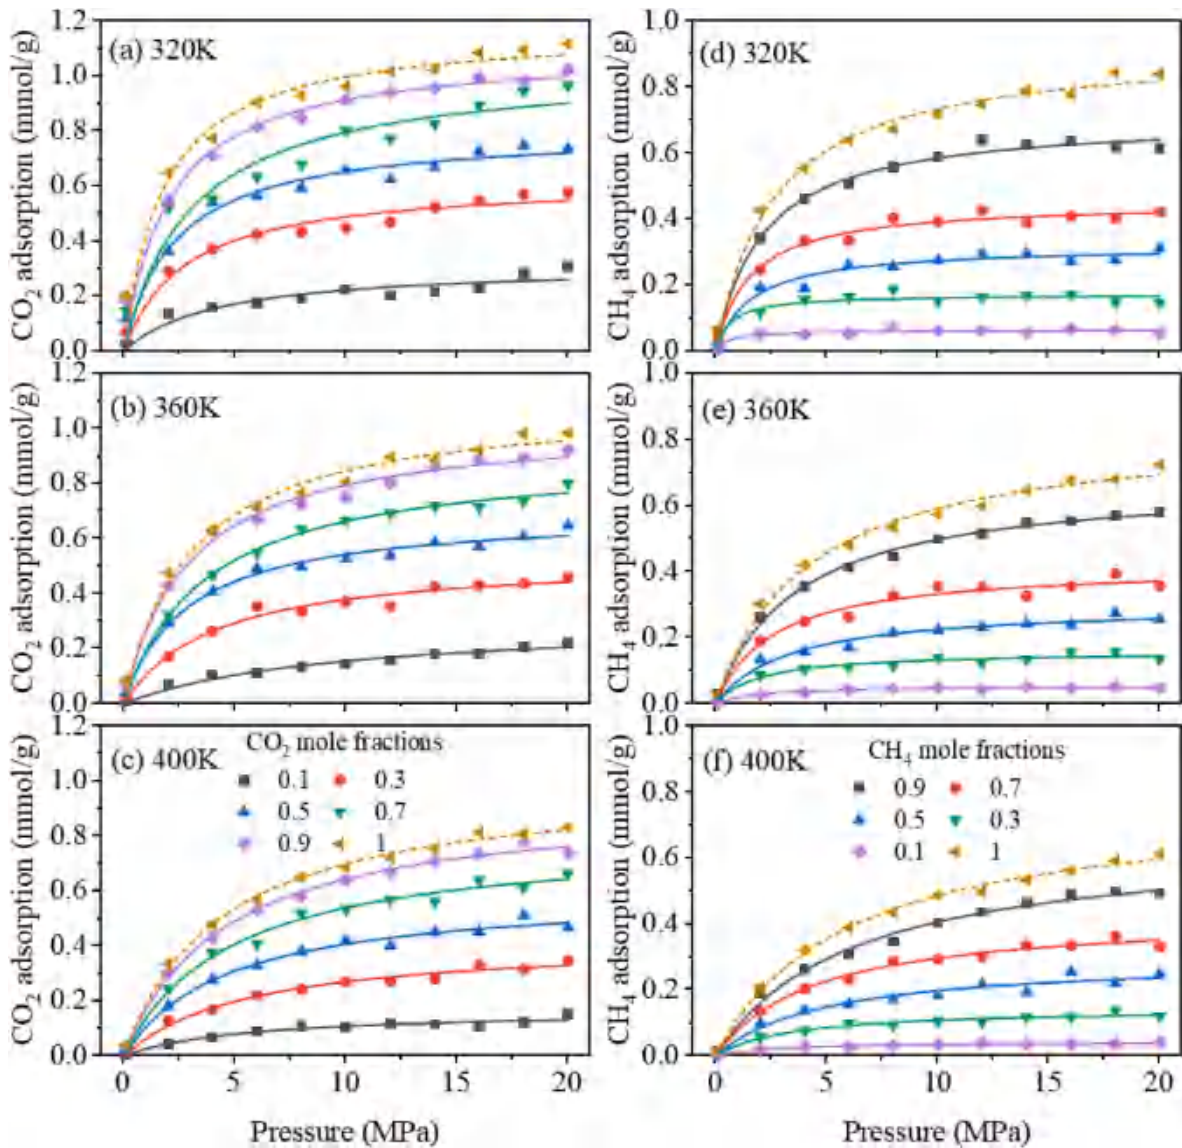 (a) 320K
CO2 adsorption (mmol/g)
1.2
1.0
0.8
0.6
0.4
0.2
0.0
(d) 320K
CH4 adsorption (mmol/g)
1.0
0.8
0.6
0.4
0.2
0.0
(b) 360K
CO2 adsorption (mmol/g)
1.2
1.0
0.8
0.6
0.4
0.2
0.0
(e) 360K
CH4 adsorption (mmol/g)
1.0
0.8
0.6
0.4
0.2
0.0
(c) 400K
CO2 adsorption (mmol/g)
1.2
1.0
0.8
0.6
0.4
0.2
0.0
CO2 mole fractions
0.1 0.3
0.5 0.7
0.9 1
0 5 10 15 20
Pressure (MPa)
(f) 400K
CH4 adsorption (mmol/g)
1.0
0.8
0.6
0.4
0.2
0.0
CH4 mole fractions
0.9 0.7
0.5 0.3
0.1 1
0 5 10 15 20
Pressure (MPa)